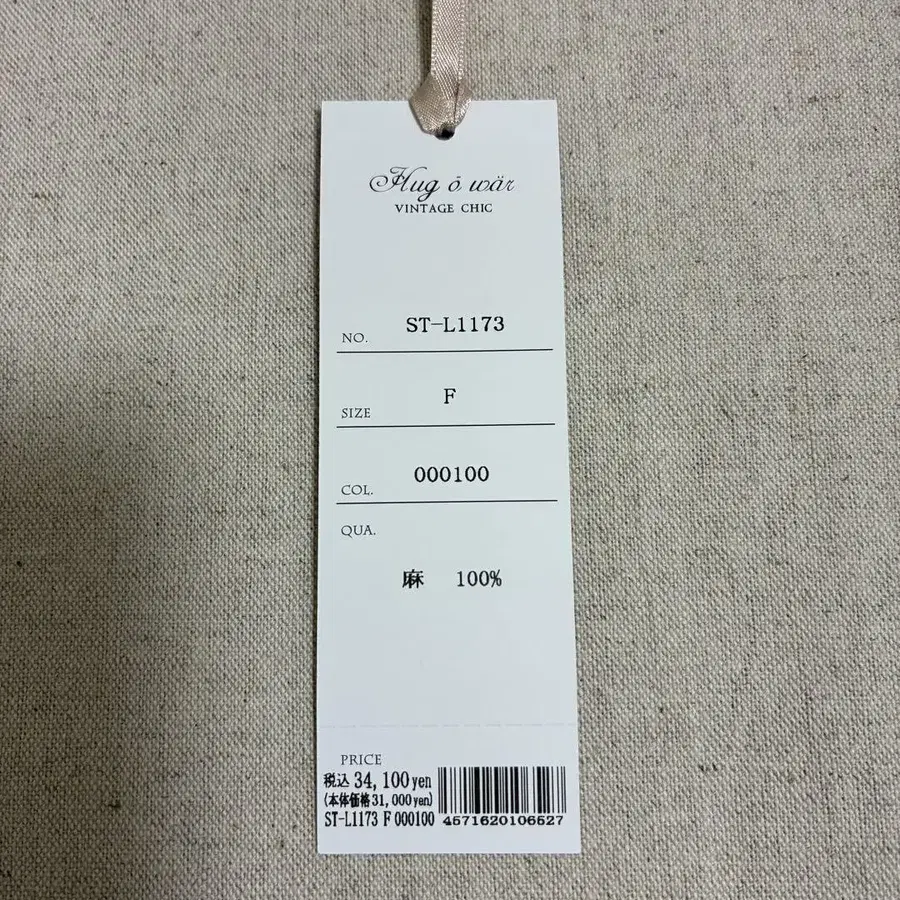 Hug ō wär
VINTAGE CHIC
NO. ST-L1173
SIZE F
COL. 000100
QUA.
麻 100%
PRICE
税込 34,100yen
(本体価格31,000yen)
ST-L1173 F 000100 4571620106527